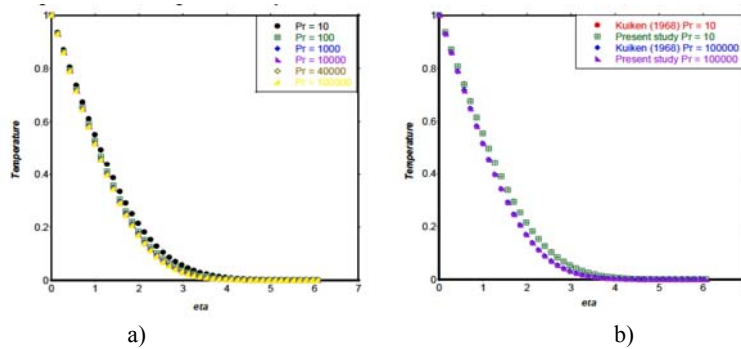 1
0.8
0.6
0.4
0.2
0
Temperature
0 1 2 3 4 5 6 7
eta
Pr = 10
Pr = 100
Pr = 1000
Pr = 10000
Pr = 40000
Pr = 100000
a)
1
0.8
0.6
0.4
0.2
0
Temperature
0 1 2 3 4 5 6
eta
Kuiken (1968) Pr = 10
Present study Pr = 10
Kuiken (1968) Pr = 100000
Present study Pr = 100000
b)